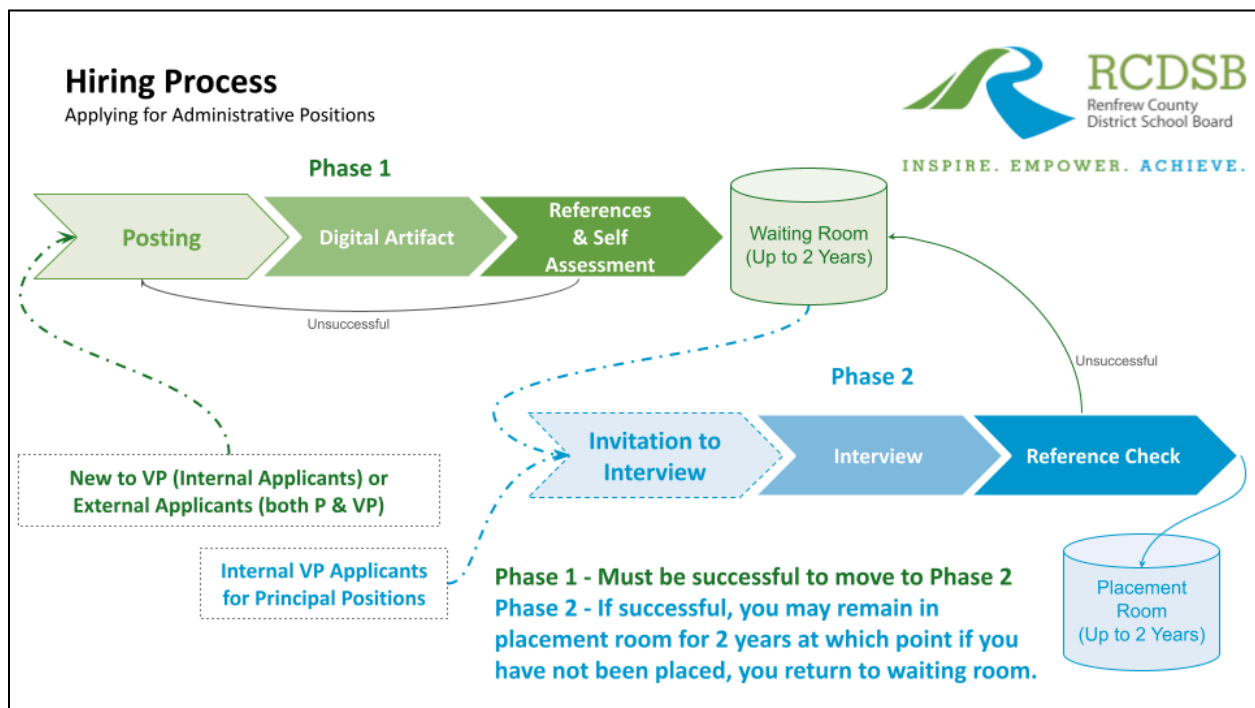 Hiring Process
Applying for Administrative Positions
RCDSB
Renfrew County
District School Board
INSPIRE. EMPOWER. ACHIEVE.
Phase 1
Posting
Digital Artifact
References
& Self
Assessment
Waiting Room
(Up to 2 Years)
Unsuccessful
Unsuccessful
Phase 2
Invitation to
Interview
Interview
Reference Check
New to VP (Internal Applicants) or
External Applicants (both P & VP)
Internal VP Applicants
for Principal Positions
Phase 1 - Must be successful to move to Phase 2
Phase 2 - If successful, you may remain in
placement room for 2 years at which point if you
have not been placed, you return to waiting room.
Placement
Room
(Up to 2 Years)